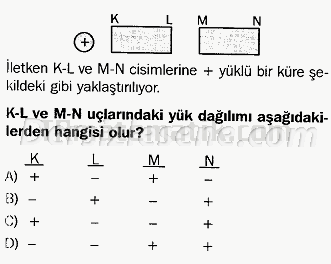 K L M N
+
İletken K-L ve M-N cisimlerine + yüklü bir küre şe-
kildeki gibi yaklaştırılıyor.
K-L ve M-N uçlarındaki yük dağılımı aşağıdaki-
lerden hangisi olur?
K L M N
A) + – + –
B) – + – +
C) + – – +
D) – – + +